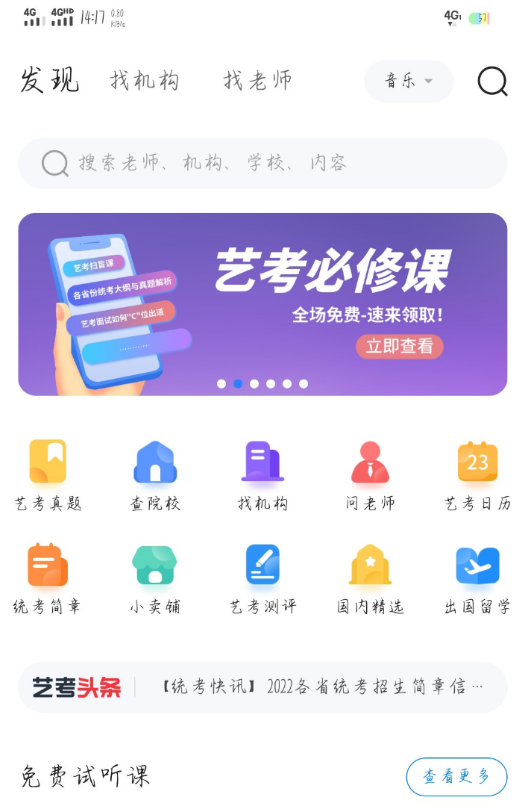 4G 4GHD 14:17 0.80 KB/s 4G
发现 找机构 找老师 音乐
搜索老师、机构、学校、内容
艺考扫盲课
各省份统考大纲与真题解析
艺考面试如何"C"位出道
············
艺考必修课
全场免费-速来领取!
立即查看
艺考真题 查院校 找机构 问老师 23 艺考日历
统考简章 小卖铺 艺考测评 国内精选 出国留学
艺考头条 【统考快讯】2022各省统考招生简章信…
免费试听课 查看更多